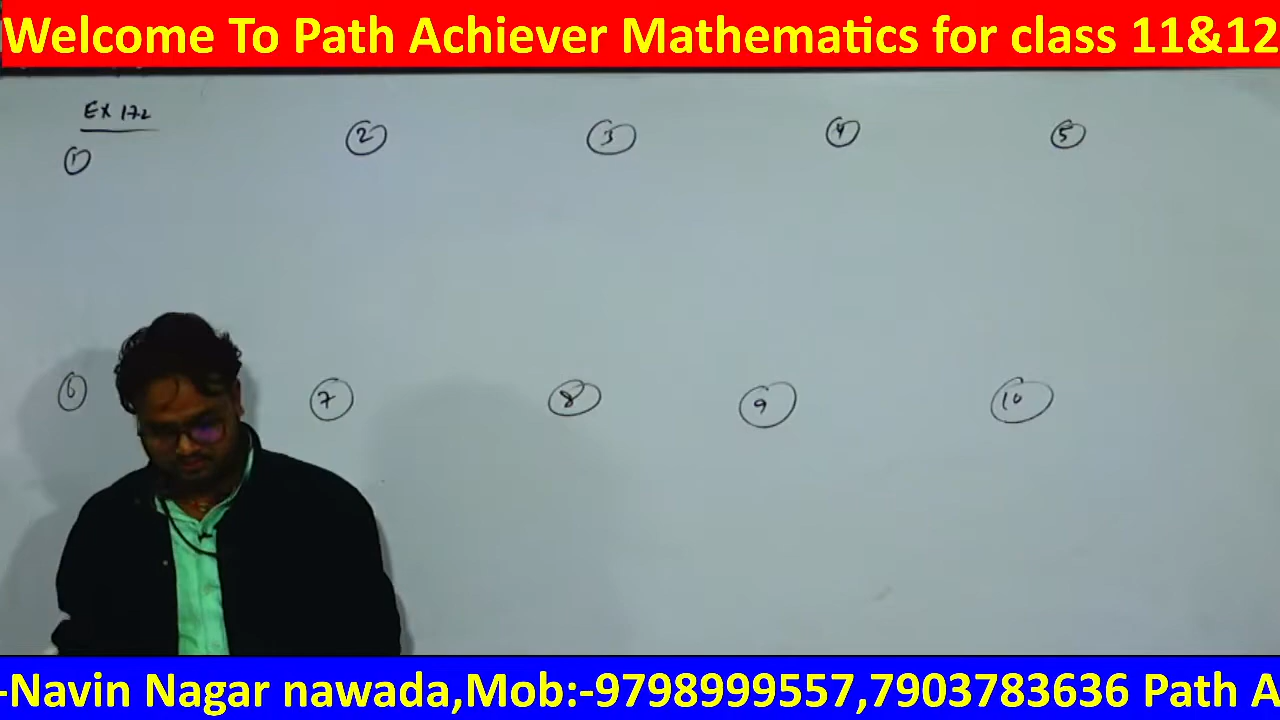 Welcome To Path Achiever Mathematics for class 11&12
EX 17.2
1 2 3 4 5
6 7 8 9 10
-Navin Nagar nawada,Mob:-9798999557,7903783636 Path A